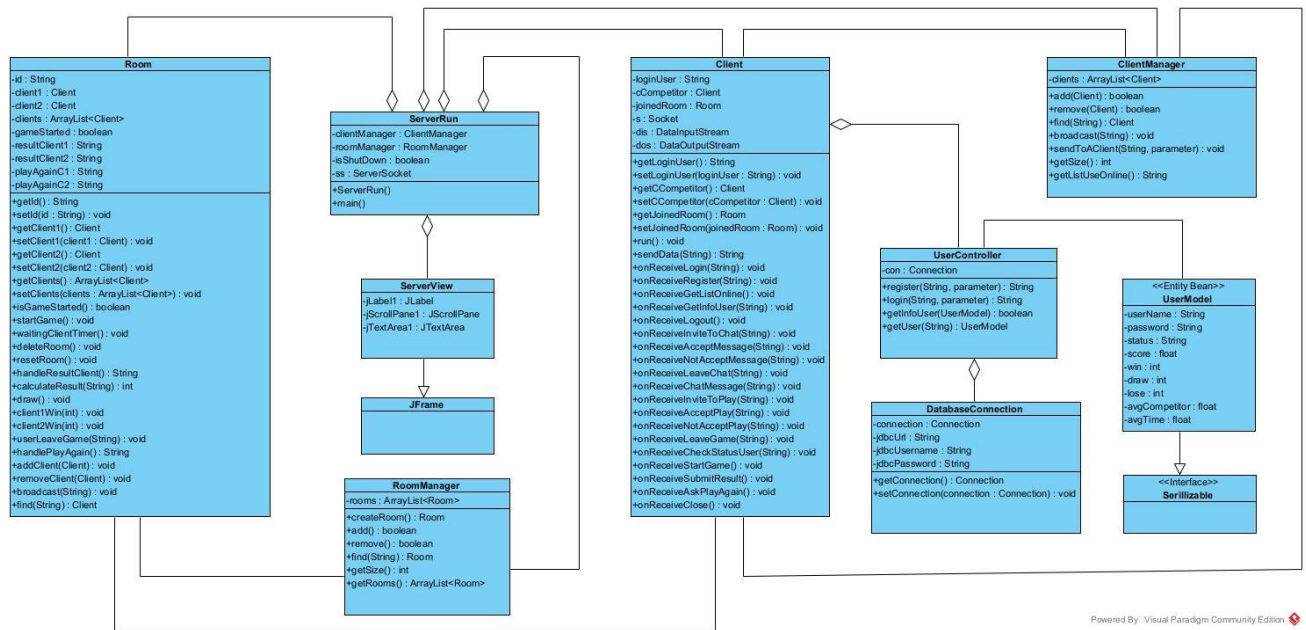 Room
-id : String
-client1 : Client
-client2 : Client
-clients : ArrayList<Client>
-gameStarted : boolean
-resultClient1 : String
-resultClient2 : String
-playAgainC1 : String
-playAgainC2 : String
+getId() : String
+setId(id : String) : void
+getClient1() : Client
+setClient1(client1 : Client) : void
+getClient2() : Client
+setClient2(client2 : Client) : void
+getClients() : ArrayList<Client>
+setClients(clients : ArrayList<Client>) : void
+isGameStarted() : boolean
+startGame() : void
+waitingClientTimer() : void
+deleteRoom() : void
+resetRoom() : void
+handleResultClient() : String
+calculateResult(String) : int
+draw() : void
+client1Win(int) : void
+client2Win(int) : void
+userLeaveGame(String) : void
+handlePlayAgain() : String
+addClient(Client) : void
+removeClient(Client) : void
+broadcast(String) : void
+find(String) : Client
ServerRun
-clientManager : ClientManager
-roomManager : RoomManager
-isShutDown : boolean
-ss : ServerSocket
+ServerRun()
+main()
ServerView
-jLabel1 : JLabel
-jScrollPane1 : JScrollPane
-jTextArea1 : JTextArea
JFrame
RoomManager
-rooms : ArrayList<Room>
+createRoom() : Room
+add() : boolean
+remove() : boolean
+find(String) : Room
+getSize() : int
+getRooms() : ArrayList<Room>
Client
-loginUser : String
-cCompetitor : Client
-joinedRoom : Room
-s : Socket
-dis : DataInputStream
-dos : DataOutputStream
+getLoginUser() : String
+setLoginUser(loginUser : String) : void
+getCCompetitor() : Client
+setCCompetitor(cCompetitor : Client) : void
+getJoinedRoom() : Room
+setJoinedRoom(joinedRoom : Room) : void
+run() : void
+sendData(String) : String
+onReceiveLogin(String) : void
+onReceiveRegister(String) : void
+onReceiveGetListOnline() : void
+onReceiveGetInfoUser(String) : void
+onReceiveLogout() : void
+onReceiveInviteToChat(String) : void
+onReceiveAcceptMessage(String) : void
+onReceiveNotAcceptMessage(String) : void
+onReceiveLeaveChat(String) : void
+onReceiveChatMessage(String) : void
+onReceiveInviteToPlay(String) : void
+onReceiveAcceptPlay(String) : void
+onReceiveNotAcceptPlay(String) : void
+onReceiveLeaveGame(String) : void
+onReceiveCheckStatusUser(String) : void
+onReceiveStartGame() : void
+onReceiveSubmitResult() : void
+onReceiveAskPlayAgain() : void
+onReceiveClose() : void
ClientManager
-clients : ArrayList<Client>
+add(Client) : boolean
+remove(Client) : boolean
+find(String) : Client
+broadcast(String) : void
+sendToAClient(String, parameter) : void
+getSize() : int
+getListUseOnline() : String
UserController
-con : Connection
+register(String, parameter) : String
+login(String, parameter) : String
+getInfoUser(UserModel) : boolean
+getUser(String) : UserModel
DatabaseConnection
-connection : Connection
-jdbcUrl : String
-jdbcUsername : String
-jdbcPassword : String
+getConnection() : Connection
+setConnection(connection : Connection) : void
<<Entity Bean>>
UserModel
-userName : String
-password : String
-status : String
-score : float
-win : int
-draw : int
-lose : int
-avgCompetitor : float
-avgTime : float
<<Interface>>
Serillizable
Powered By Visual Paradigm Community Edition